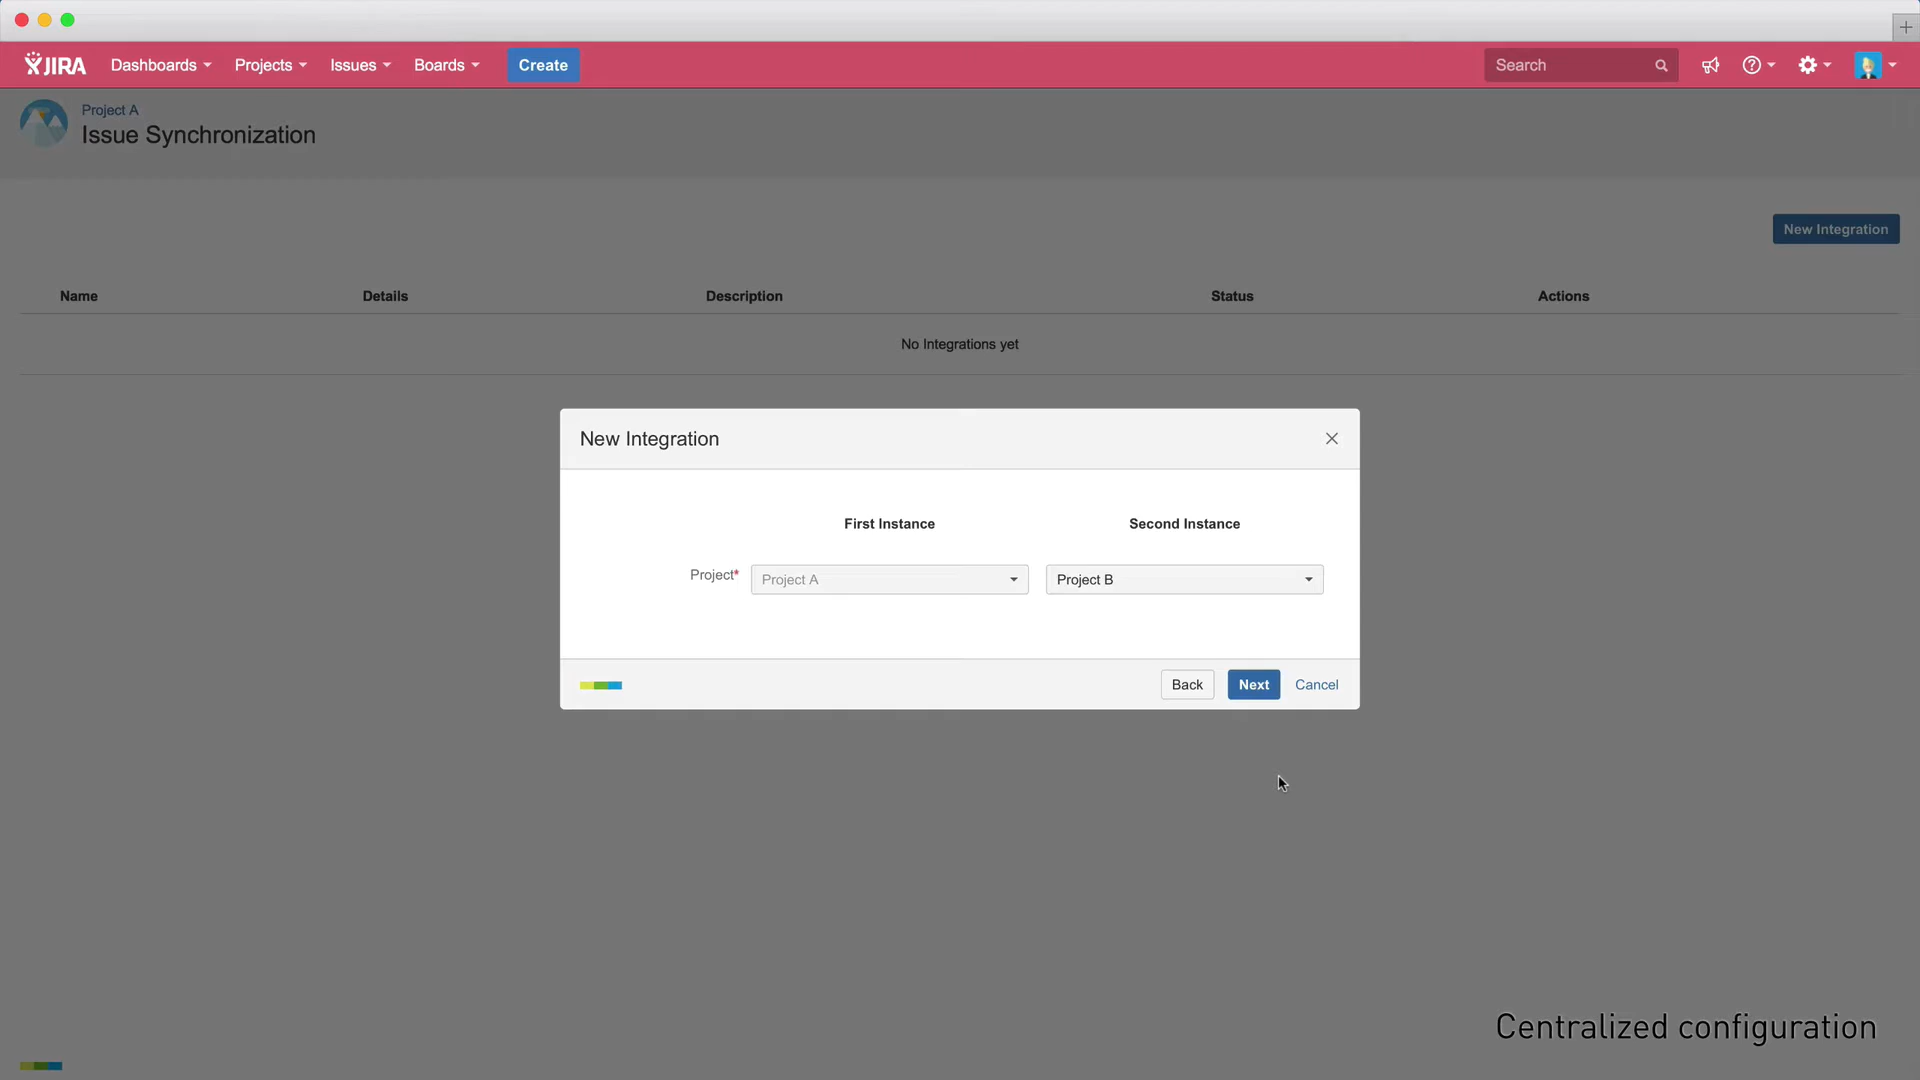 JIRA Dashboards Projects Issues Boards Create Search
Project A
Issue Synchronization
New Integration
Name Details Description Status Actions
No Integrations yet
New Integration
First Instance Second Instance
Project* Project A Project B
Back Next Cancel
Centralized configuration